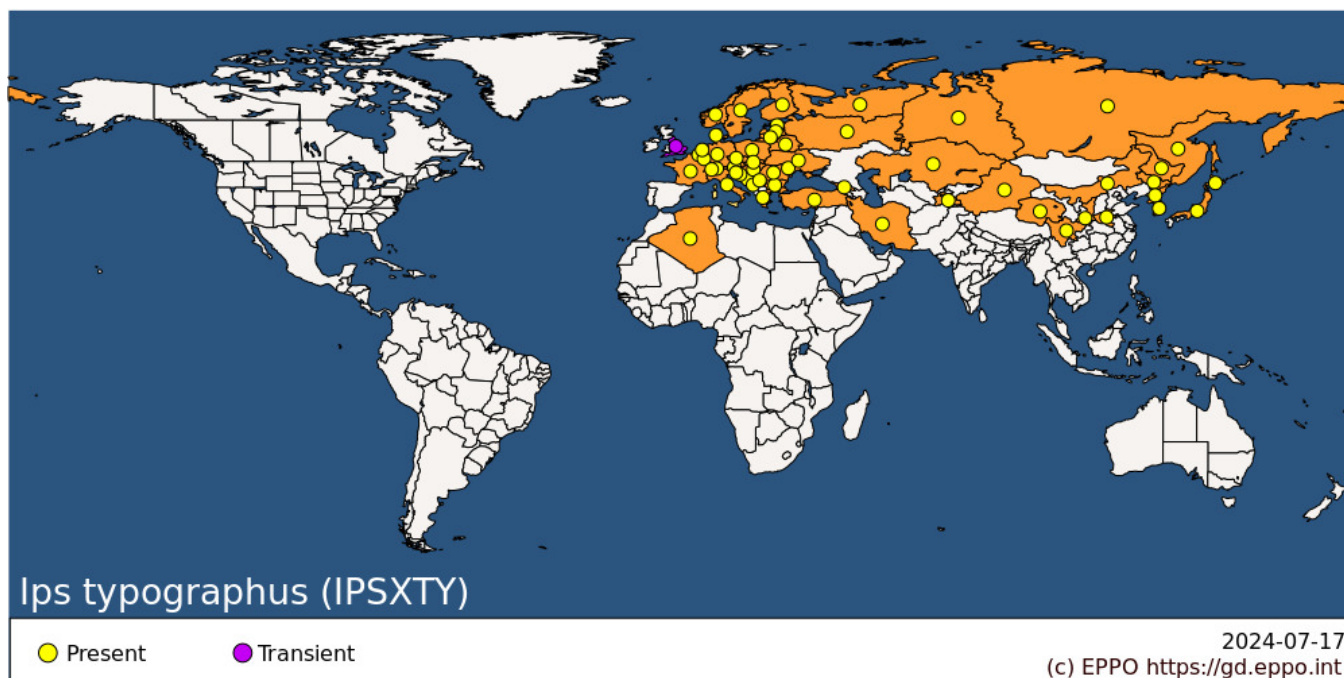 Ips typographus (IPSXTY)
Present
Transient
2024-07-17
(c) EPPO https://gd.eppo.int